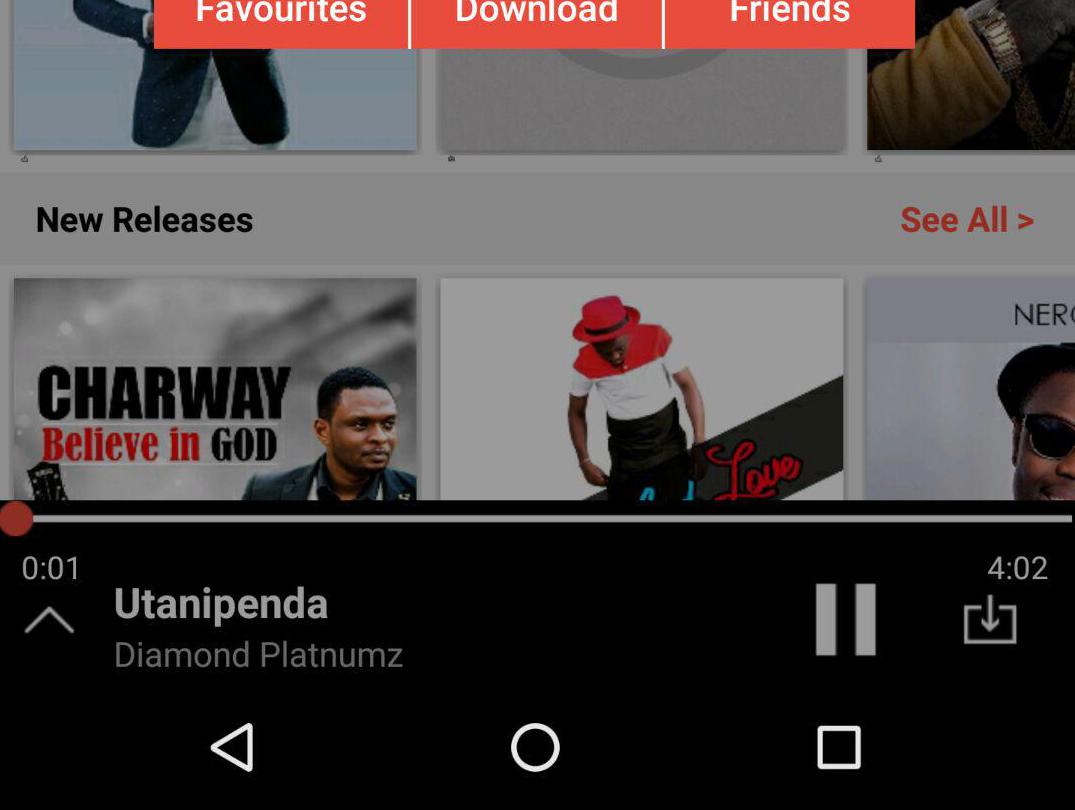 Favourites Download Friends
New Releases See All >
CHARWAY
Believe in GOD
Love
0:01 4:02
Utanipenda
Diamond Platnumz